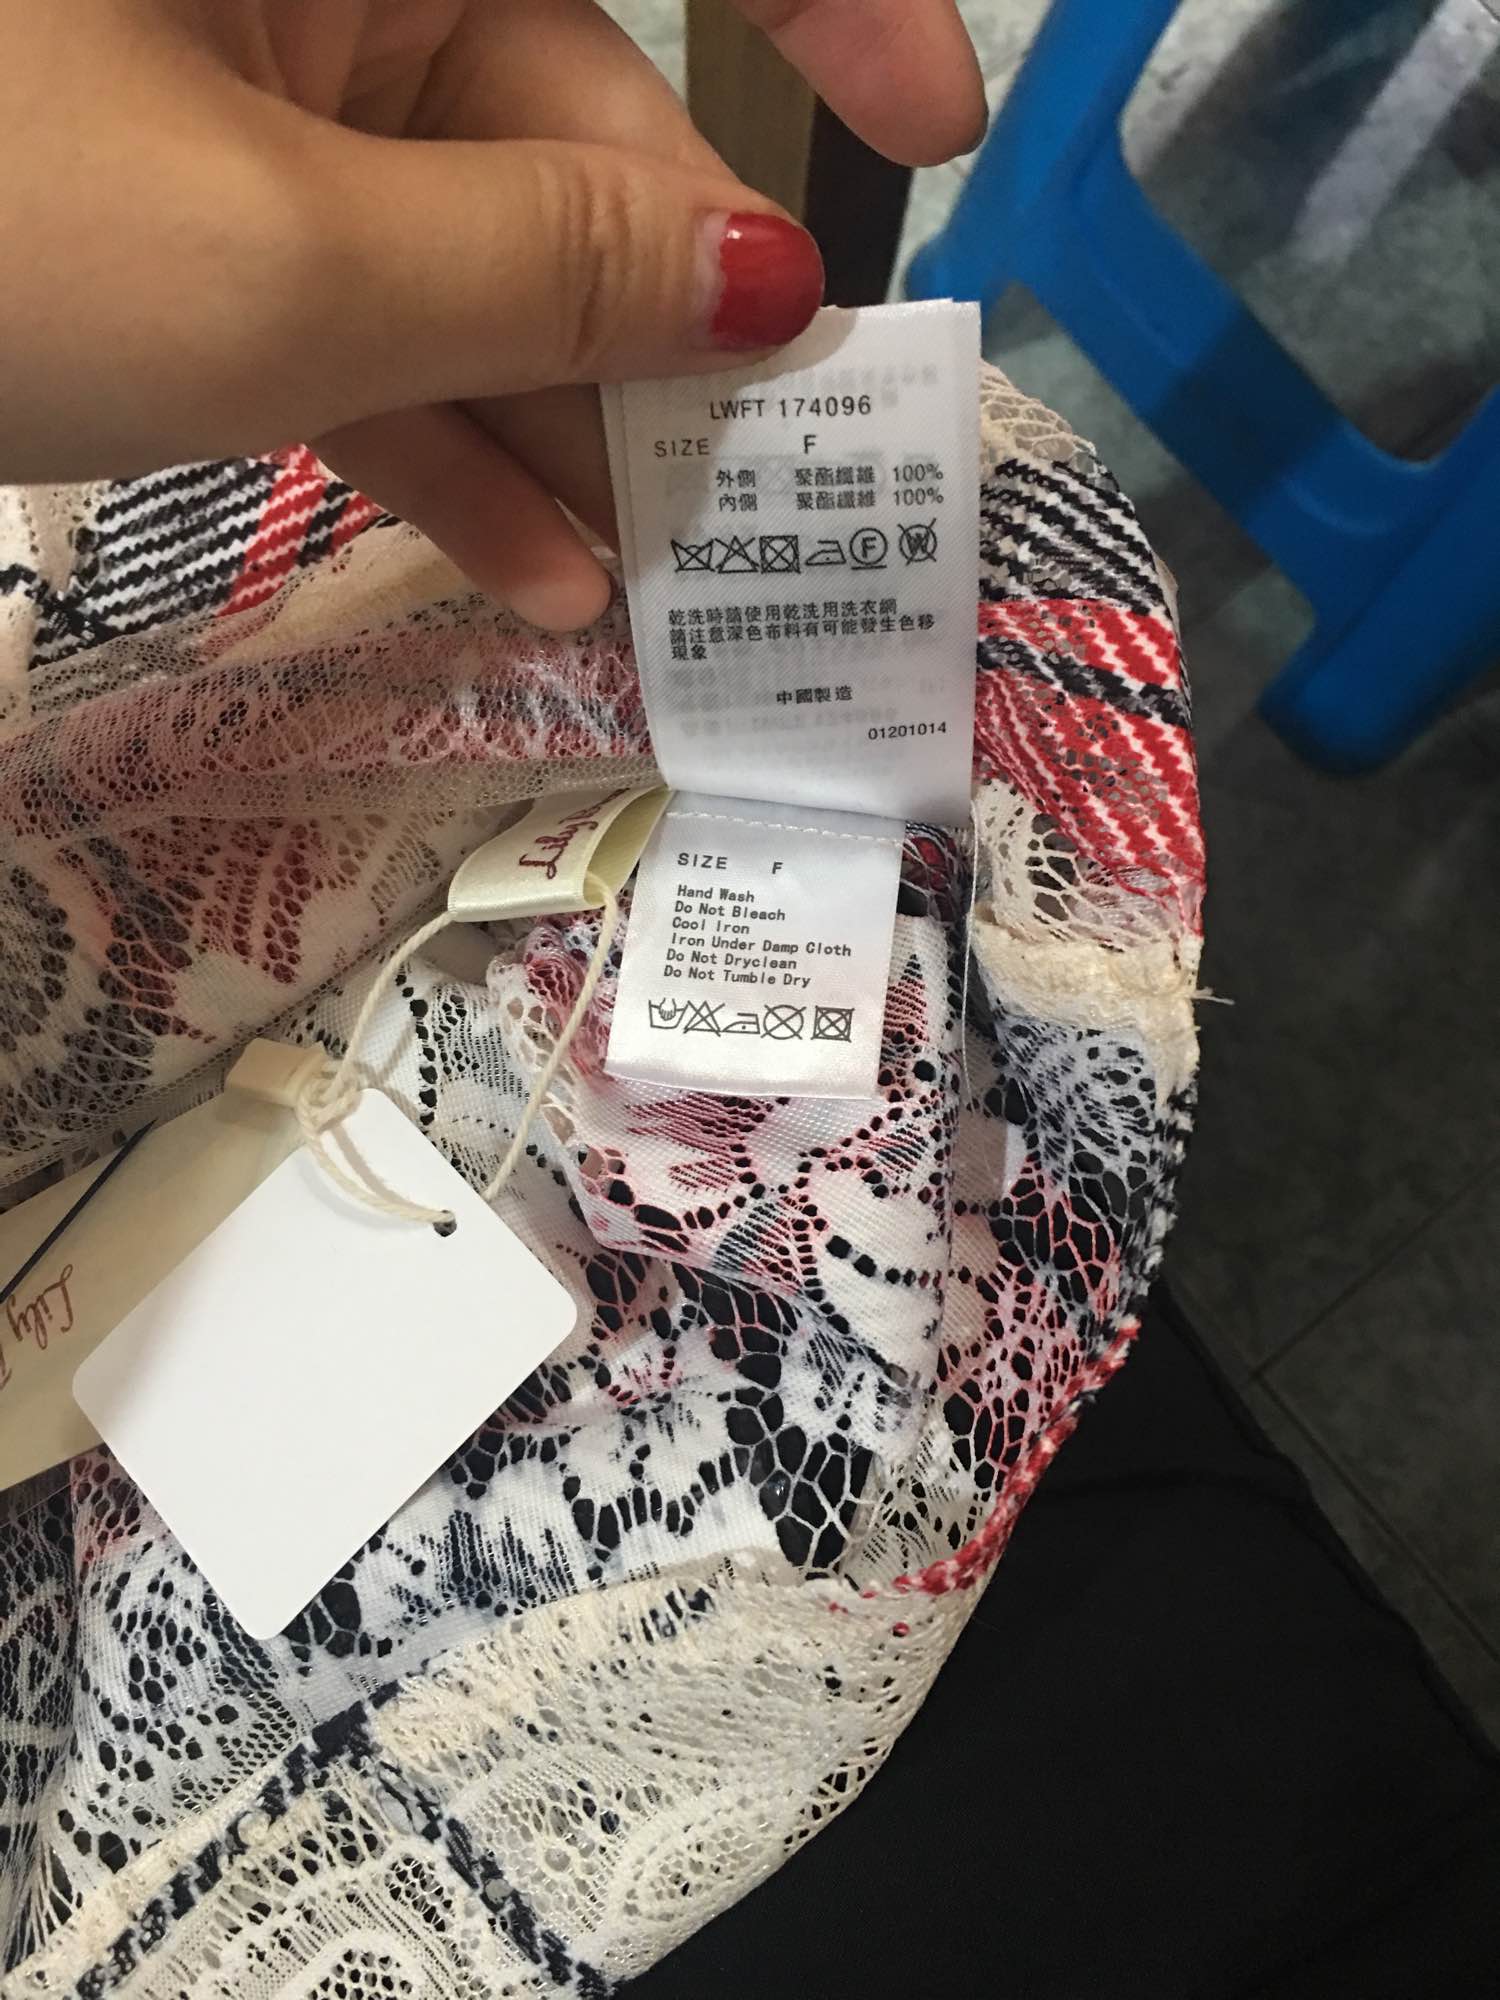 LWFT 174096
SIZE F
外側 聚酯纖維 100%
內側 聚酯纖維 100%
F W
乾洗時請使用乾洗用洗衣網
請注意深色布料有可能發生色移
現象
中國製造
01201014
SIZE F
Hand Wash
Do Not Bleach
Cool Iron
Iron Under Damp Cloth
Do Not Dryclean
Do Not Tumble Dry
Lily
Lily